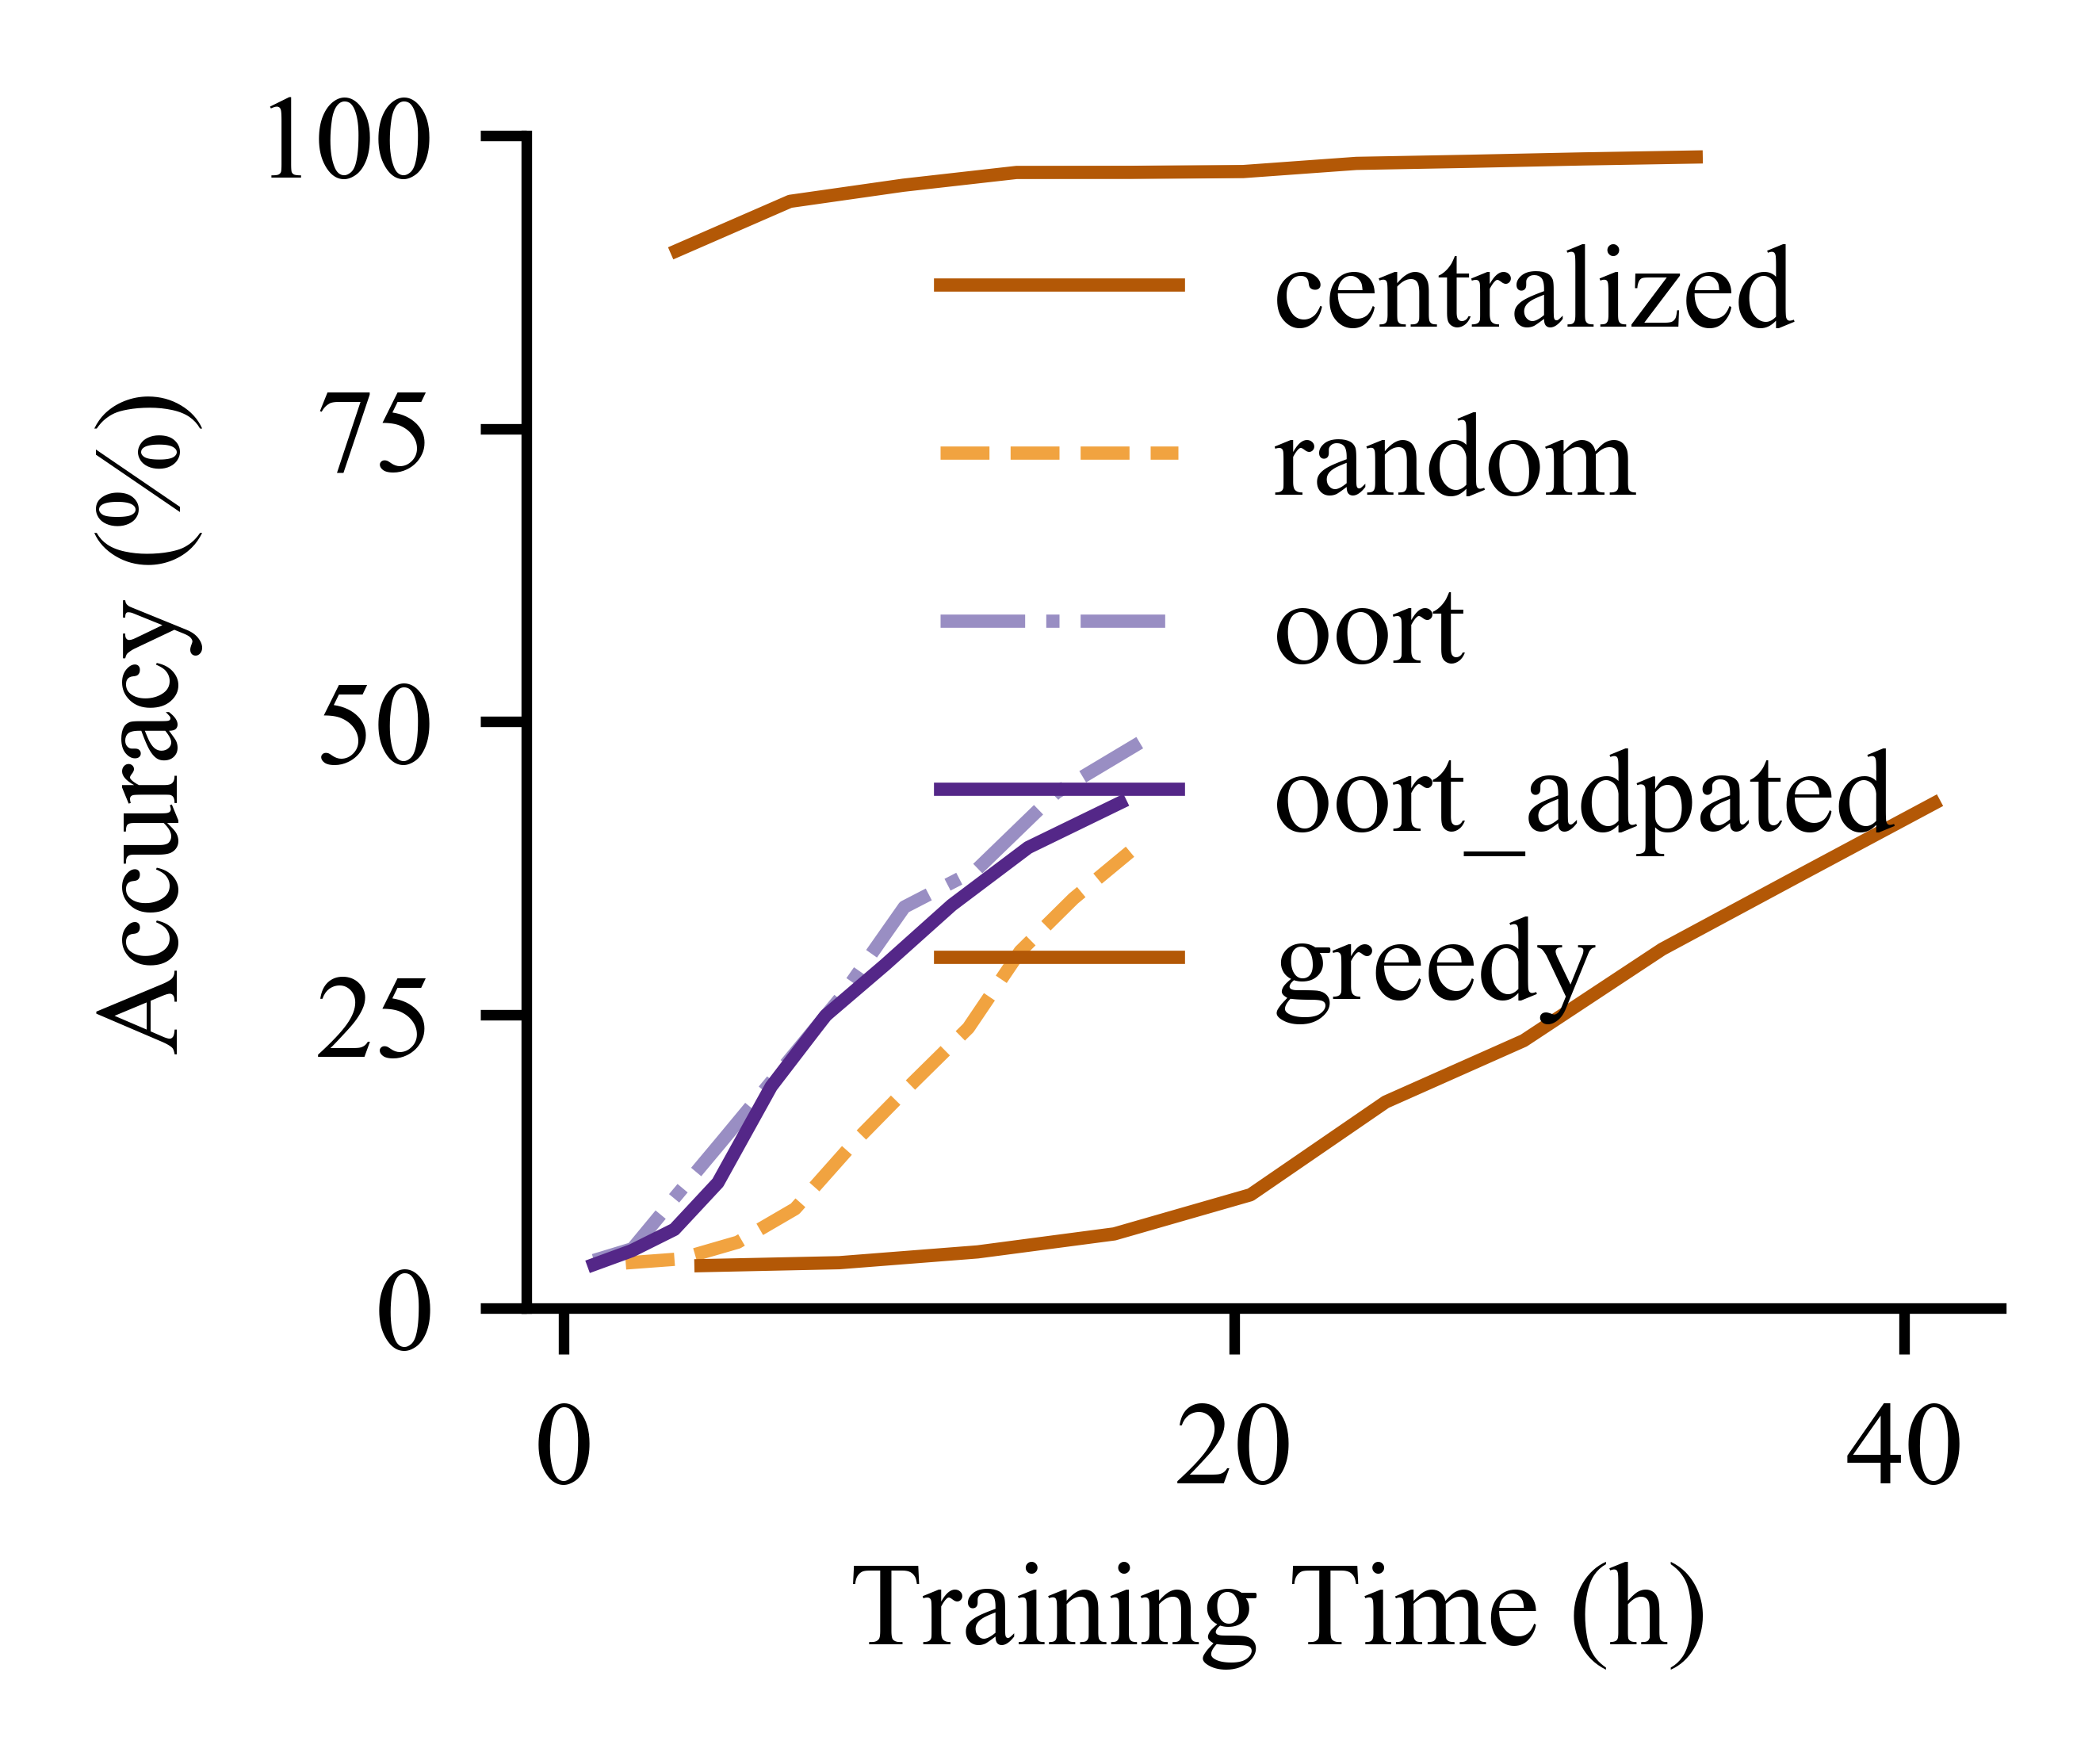 100
75
50
25
0
Accuracy (%)
centralized
random
oort
oort_adpated
greedy
0 20 40
Training Time (h)